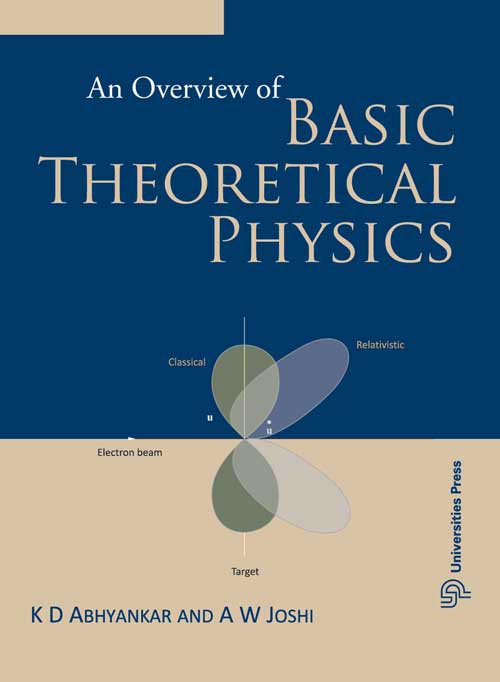 An Overview of
BASIC
THEORETICAL
PHYSICS
Classical
Relativistic
u
u̇
Electron beam
Target
Universities Press
K D ABHYANKAR AND A W JOSHI